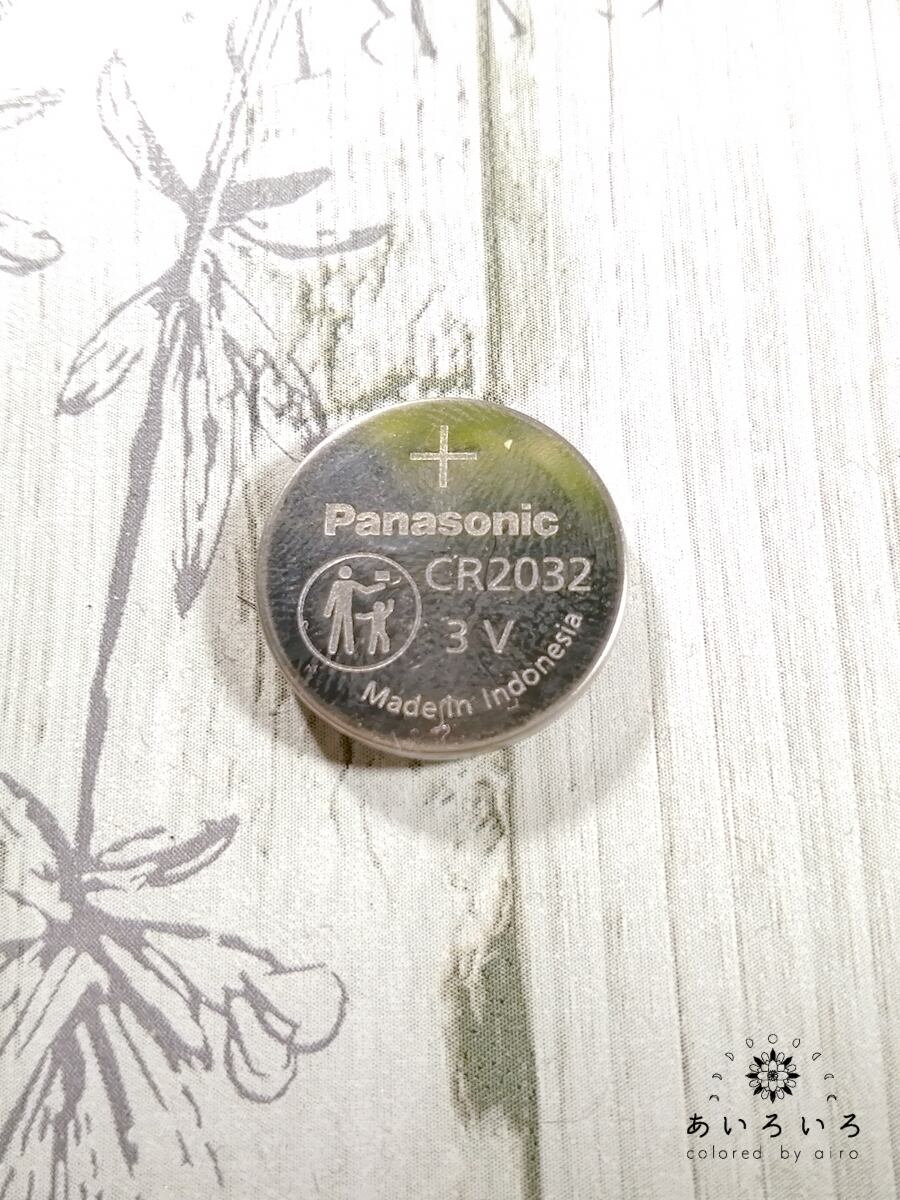 +
Panasonic
CR2032
3 V
Made in Indonesia
あいろいろ
colored by airo